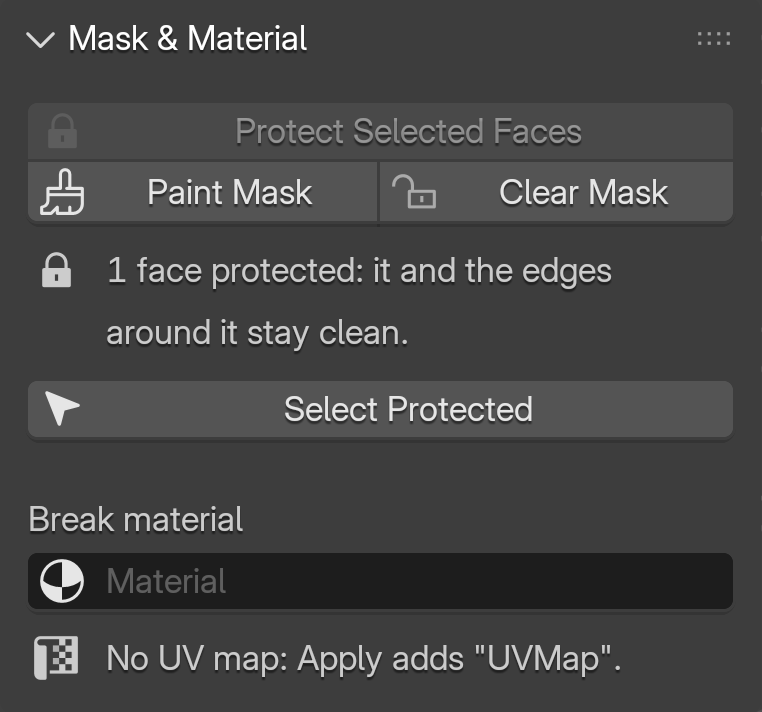 Mask & Material
Protect Selected Faces
Paint Mask
Clear Mask
1 face protected: it and the edges
around it stay clean.
Select Protected
Break material
Material
No UV map: Apply adds "UVMap".